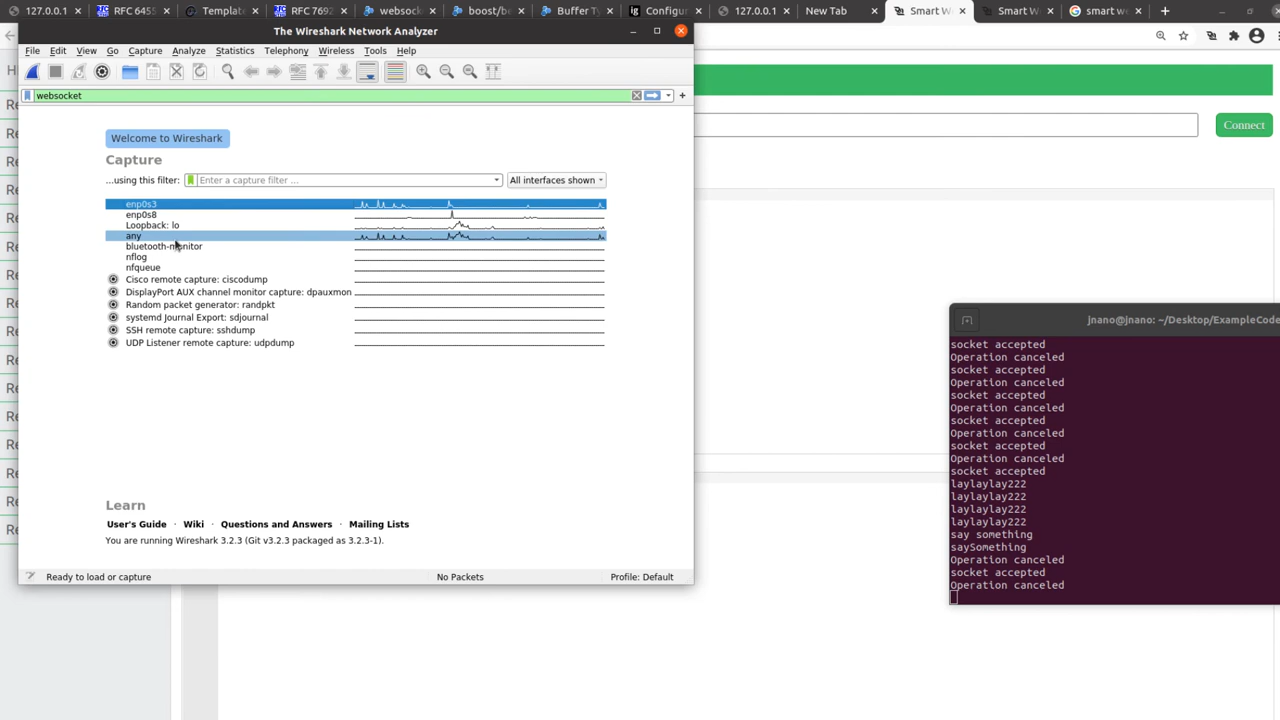 127.0.0.1
RFC 645
Templat
RFC 769
websock
boost/be
Buffer Ty
Configur
127.0.0.1
New Tab
Smart W
Smart W
smart we
The Wireshark Network Analyzer
File Edit View Go Capture Analyze Statistics Telephony Wireless Tools Help
websocket
Connect
Welcome to Wireshark
Capture
...using this filter: Enter a capture filter ... All interfaces shown
enp0s3
enp0s8
Loopback: lo
any
bluetooth-monitor
nflog
nfqueue
Cisco remote capture: ciscodump
DisplayPort AUX channel monitor capture: dpauxmon
Random packet generator: randpkt
systemd Journal Export: sdjournal
SSH remote capture: sshdump
UDP Listener remote capture: udpdump
Learn
User's Guide · Wiki · Questions and Answers · Mailing Lists
You are running Wireshark 3.2.3 (Git v3.2.3 packaged as 3.2.3-1).
Ready to load or capture No Packets Profile: Default
jnano@jnano: ~/Desktop/ExampleCode
socket accepted
Operation canceled
socket accepted
Operation canceled
socket accepted
Operation canceled
socket accepted
Operation canceled
socket accepted
Operation canceled
socket accepted
laylaylay222
laylaylay222
laylaylay222
laylaylay222
say something
saySomething
Operation canceled
socket accepted
Operation canceled